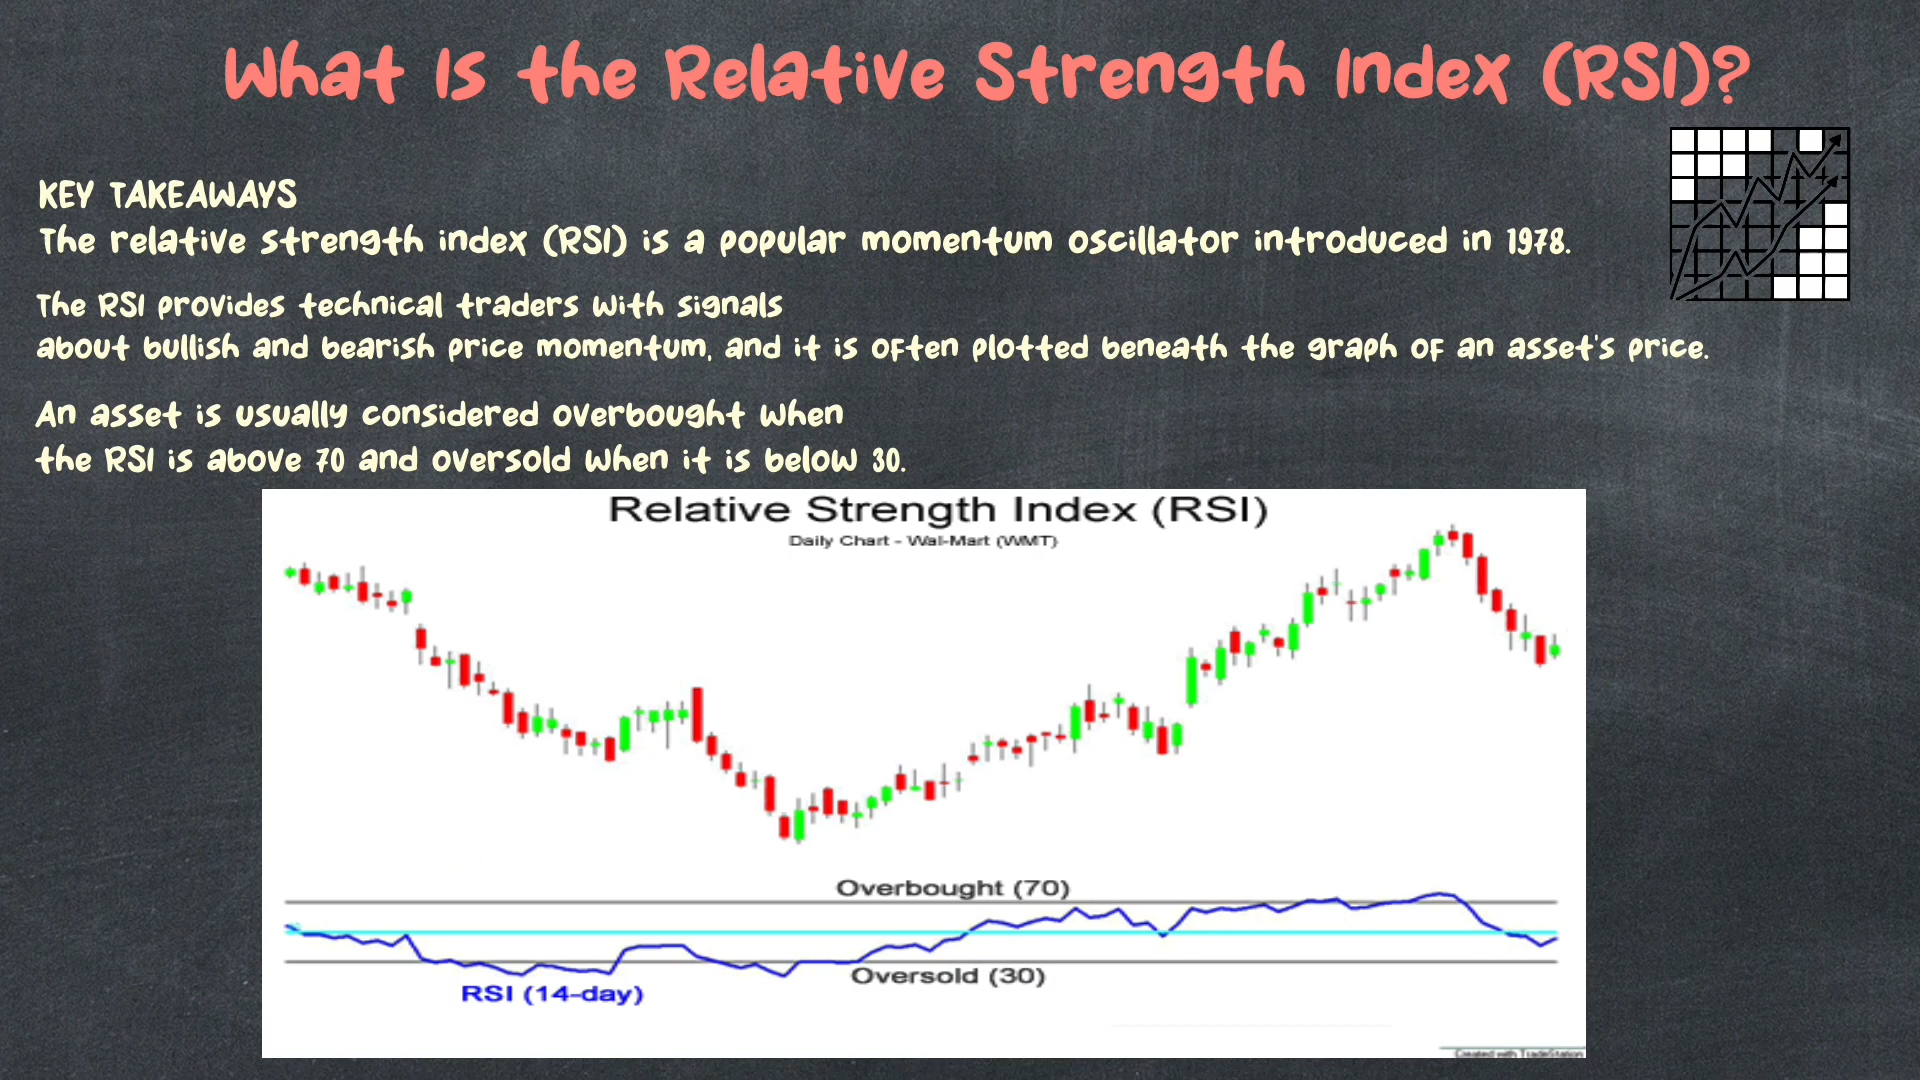 What Is the Relative Strength Index (RSI)?
KEY TAKEAWAYS
The relative strength index (RSI) is a popular momentum oscillator introduced in 1978.
The RSI provides technical traders with signals
about bullish and bearish price momentum, and it is often plotted beneath the graph of an asset's price.
An asset is usually considered overbought when
the RSI is above 70 and oversold when it is below 30.
Relative Strength Index (RSI)
Daily Chart - Wal-Mart (WMT)
Overbought (70)
Oversold (30)
RSI (14-day)
Created with TradeStation